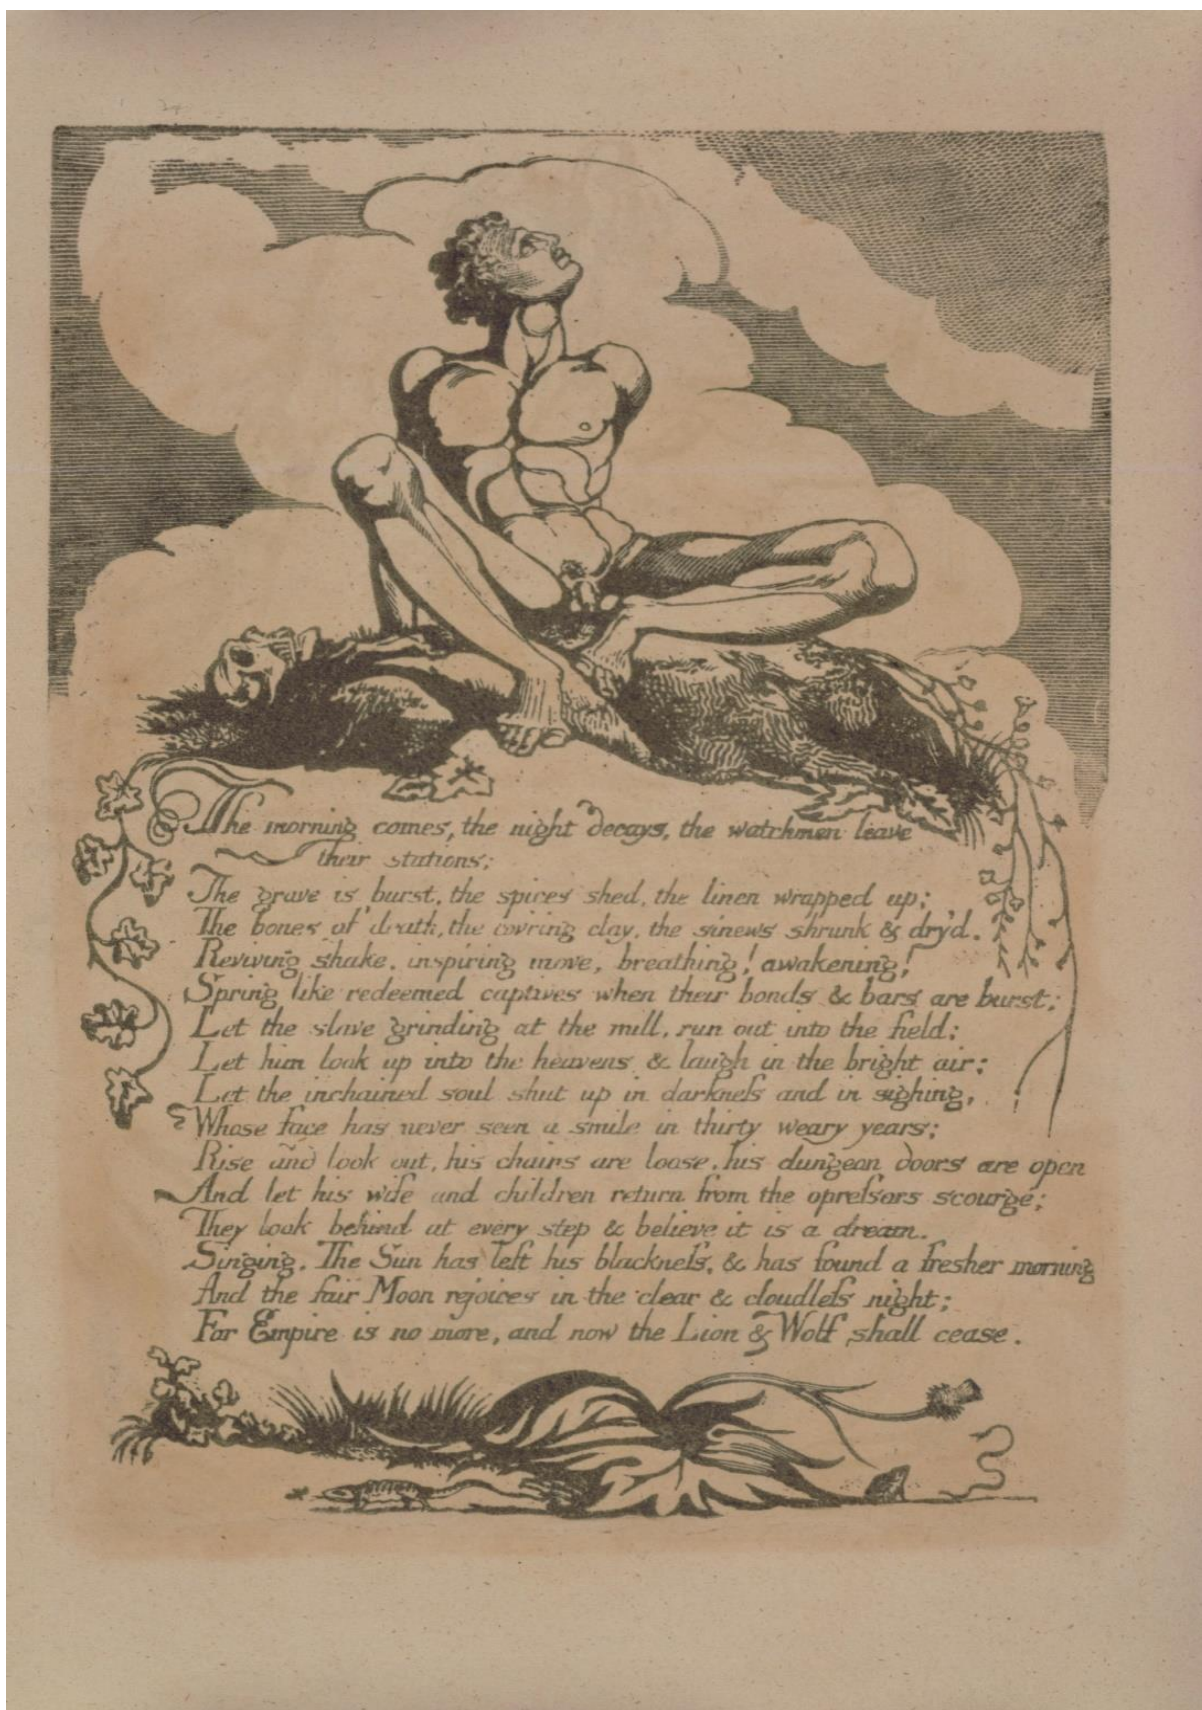 The morning comes, the night decays, the watchmen leave
their stations;
The grave is burst, the spices shed, the linen wrapped up;
The bones of death, the cov'ring clay, the sinews shrunk & dry'd.
Reviving shake, inspiring move, breathing! awakening!
Spring like redeemed captives when their bonds & bars are burst;
Let the slave grinding at the mill, run out into the field;
Let him look up into the heavens & laugh in the bright air;
Let the inchained soul shut up in darkneſs and in sighing,
Whose face has never seen a smile in thirty weary years;
Rise and look out, his chains are loose, his dungeon doors are open
And let his wife and children return from the opreſsors scourge;
They look behind at every step & believe it is a dream.
Singing. The Sun has left his blackneſs, & has found a fresher morning
And the fair Moon rejoices in the clear & cloudleſs night;
For Empire is no more, and now the Lion & Wolf shall cease.